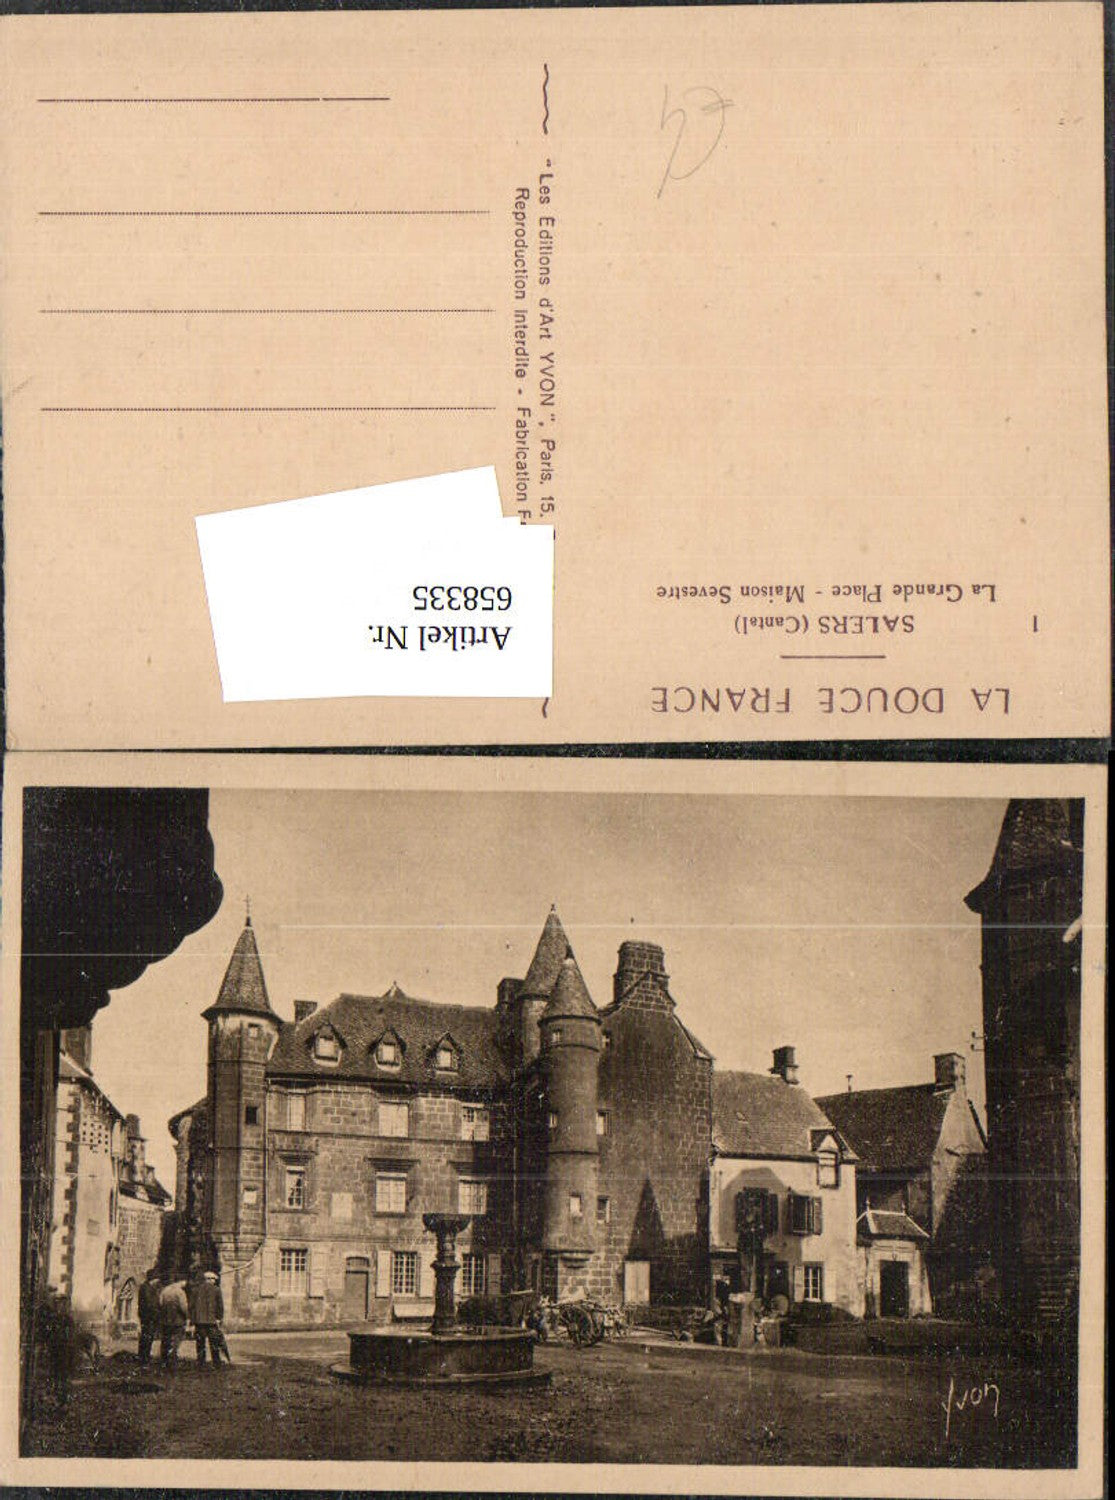 LA DOUCE FRANCE
1 SALERS (Cantal)
La Grande Place - Maison Sevestre
"Les Editions d'Art YVON", Paris, 15.
Reproduction interdite - Fabrication
Artikel Nr.
658335
Yvon